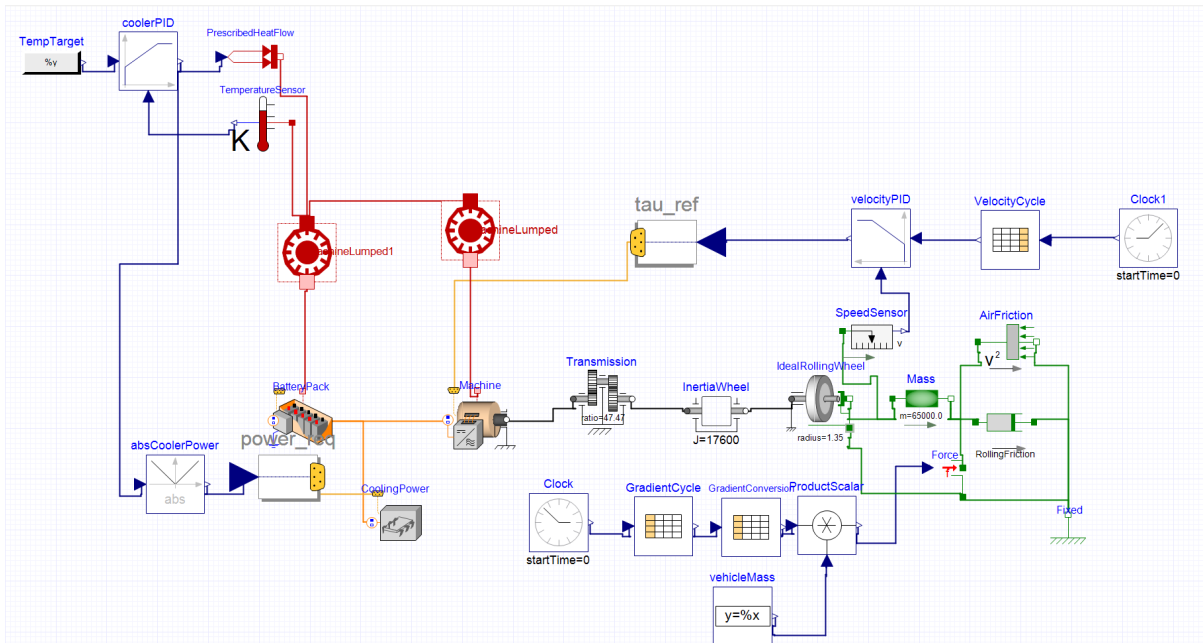 coolerPID
TempTarget
%y
PrescribedHeatFlow
TemperatureSensor
K
achineLumped
achineLumped1
tau_ref
velocityPID
VelocityCycle
Clock1
startTime=0
SpeedSensor
v
AirFriction
V²
Transmission
ratio=47.47
InertiaWheel
J=17600
IdealRollingWheel
radius=1.35
Mass
m=65000.0
RollingFriction
BatteryPack
Machine
power_req
absCoolerPower
abs
CoolingPower
Clock
startTime=0
GradientCycle
GradientConversion
ProductScalar
Force
f
Fixed
vehicleMass
y=%x